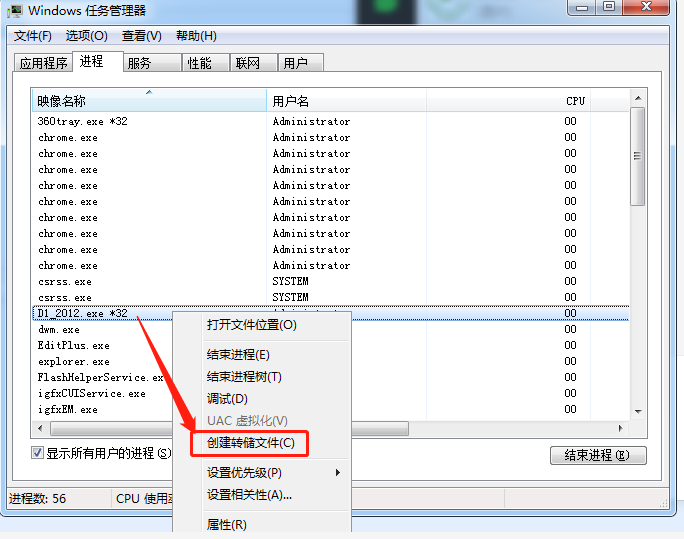 Windows 任务管理器
文件(F) 选项(O) 查看(V) 帮助(H)
应用程序 进程 服务 性能 联网 用户
映像名称 用户名 CPU
360tray.exe *32 Administrator 00
chrome.exe Administrator 00
chrome.exe Administrator 00
chrome.exe Administrator 00
chrome.exe Administrator 00
chrome.exe Administrator 00
chrome.exe Administrator 00
chrome.exe Administrator 00
chrome.exe Administrator 00
chrome.exe Administrator 00
csrss.exe SYSTEM 00
csrss.exe SYSTEM 00
D1_2012.exe *32 00
dwm.exe 00
EditPlus.exe 00
explorer.exe 00
FlashHelperService.ex 00
igfxCUIService.exe 00
igfxEM.exe 00
打开文件位置(O)
结束进程(E)
结束进程树(T)
调试(D)
UAC 虚拟化(V)
创建转储文件(C)
设置优先级(P)
设置相关性(A)...
属性(R)
显示所有用户的进程(S) 结束进程(E)
进程数: 56 CPU 使用